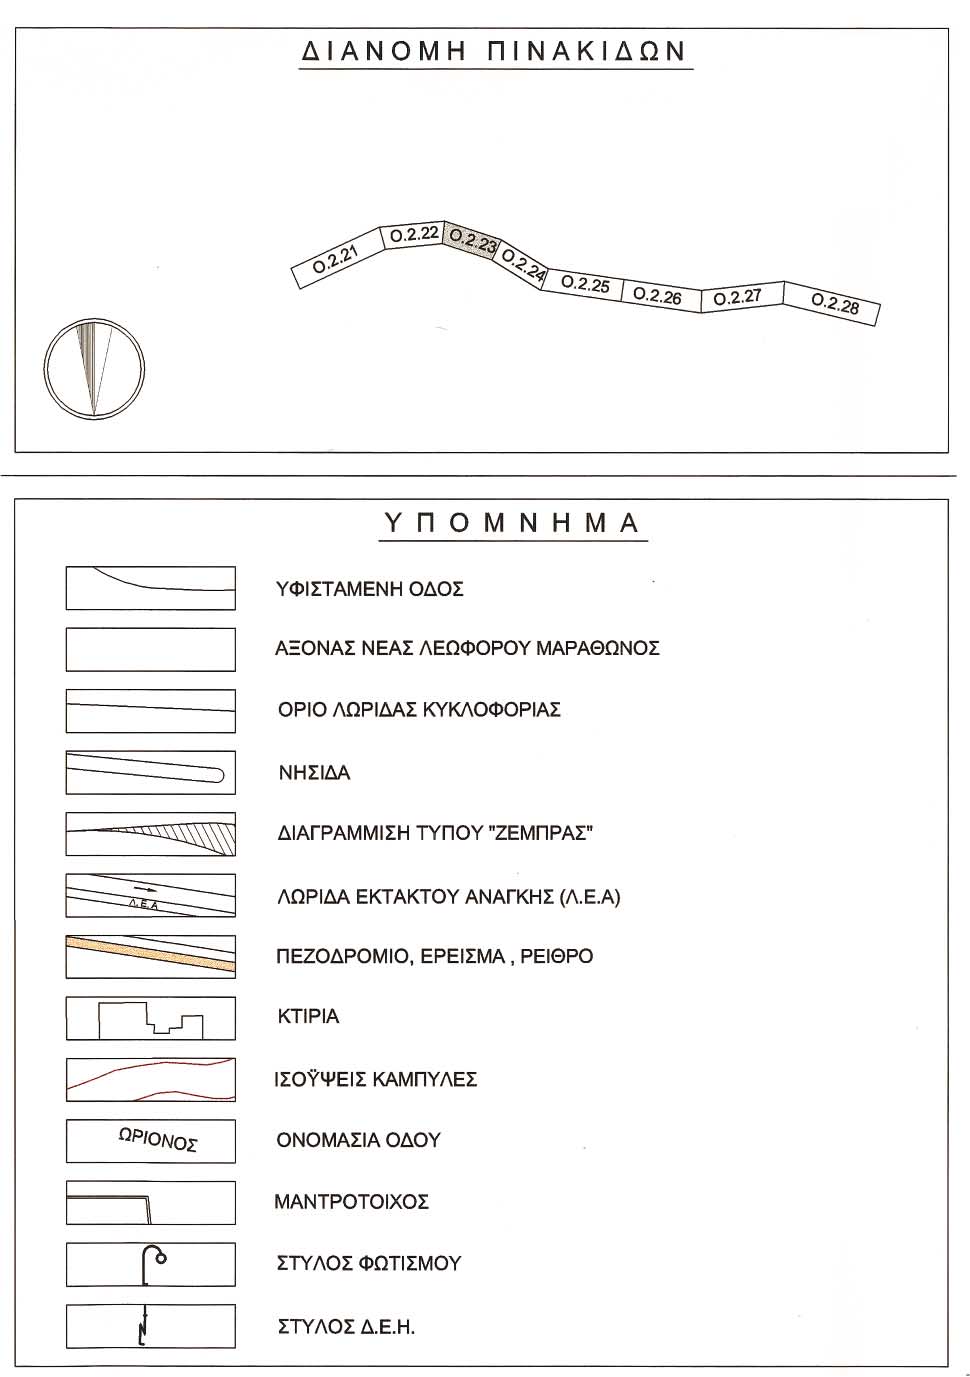 ΔΙΑΝΟΜΗ ΠΙΝΑΚΙΔΩΝ
Ο.2.21
Ο.2.22
Ο.2.23
Ο.2.24
Ο.2.25
Ο.2.26
Ο.2.27
Ο.2.28
ΥΠΟΜΝΗΜΑ
ΥΦΙΣΤΑΜΕΝΗ ΟΔΟΣ
ΑΞΟΝΑΣ ΝΕΑΣ ΛΕΩΦΟΡΟΥ ΜΑΡΑΘΩΝΟΣ
ΟΡΙΟ ΛΩΡΙΔΑΣ ΚΥΚΛΟΦΟΡΙΑΣ
ΝΗΣΙΔΑ
ΔΙΑΓΡΑΜΜΙΣΗ ΤΥΠΟΥ "ΖΕΜΠΡΑΣ"
Λ.Ε.Α
ΛΩΡΙΔΑ ΕΚΤΑΚΤΟΥ ΑΝΑΓΚΗΣ (Λ.Ε.Α)
ΠΕΖΟΔΡΟΜΙΟ, ΕΡΕΙΣΜΑ , ΡΕΙΘΡΟ
ΚΤΙΡΙΑ
ΙΣΟΫΨΕΙΣ ΚΑΜΠΥΛΕΣ
ΩΡΙΟΝΟΣ
ΟΝΟΜΑΣΙΑ ΟΔΟΥ
ΜΑΝΤΡΟΤΟΙΧΟΣ
ΣΤΥΛΟΣ ΦΩΤΙΣΜΟΥ
ΣΤΥΛΟΣ Δ.Ε.Η.